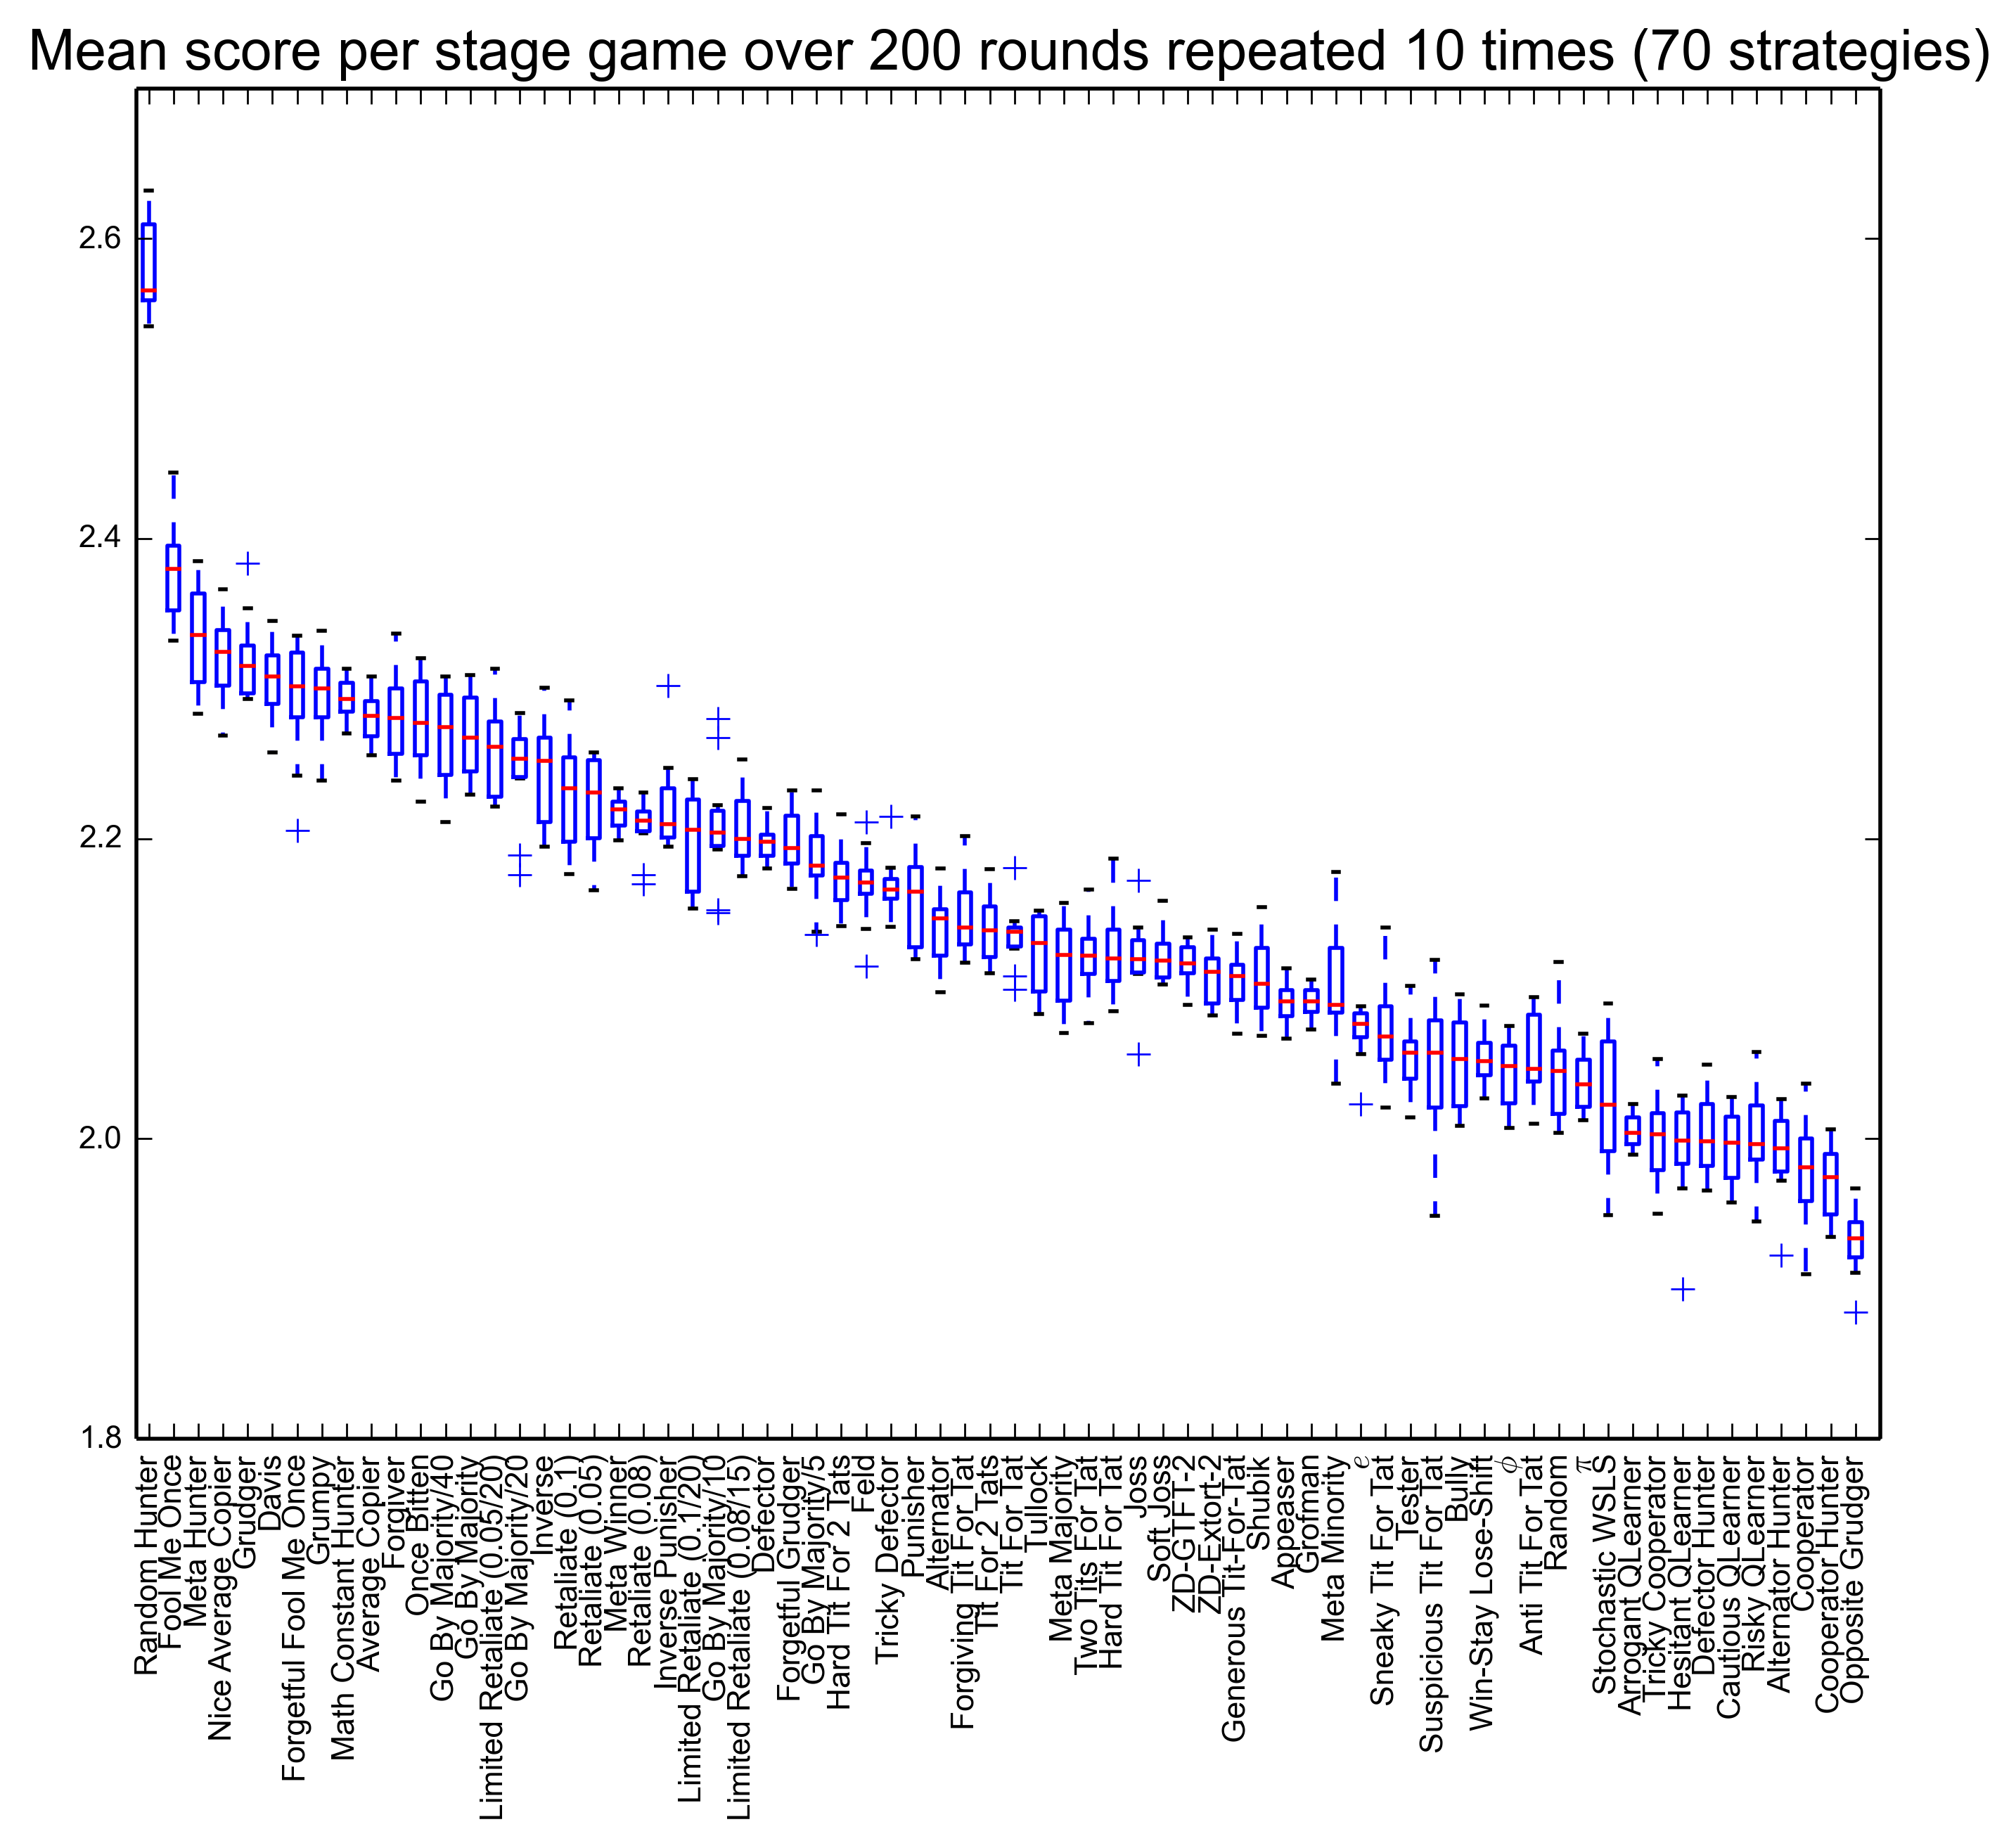 Mean score per stage game over 200 rounds repeated 10 times (70 strategies)
2.6
2.4
2.2
2.0
1.8
Random Hunter
Fool Me Once
Meta Hunter
Nice Average Copier
Grudger
Davis
Forgetful Fool Me Once
Grumpy
Math Constant Hunter
Average Copier
Forgiver
Once Bitten
Go By Majority/40
Go By Majority
Limited Retaliate (0.05/20)
Go By Majority/20
Inverse
Retaliate (0.1)
Retaliate (0.05)
Meta Winner
Retaliate (0.08)
Inverse Punisher
Limited Retaliate (0.1/20)
Go By Majority/10
Limited Retaliate (0.08/15)
Defector
Forgetful Grudger
Go By Majority/5
Hard Tit For 2 Tats
Feld
Tricky Defector
Punisher
Alternator
Forgiving Tit For Tat
Tit For 2 Tats
Tit For Tat
Tullock
Meta Majority
Two Tits For Tat
Hard Tit For Tat
Joss
Soft Joss
ZD-GTFT-2
ZD-Extort-2
Generous Tit-For-Tat
Shubik
Appeaser
Grofman
Meta Minority
e
Sneaky Tit For Tat
Tester
Suspicious Tit For Tat
Bully
Win-Stay Lose-Shift
ϕ
Anti Tit For Tat
Random
π
Stochastic WSLS
Arrogant QLearner
Tricky Cooperator
Hesitant QLearner
Defector Hunter
Cautious QLearner
Risky QLearner
Alternator Hunter
Cooperator
Cooperator Hunter
Opposite Grudger